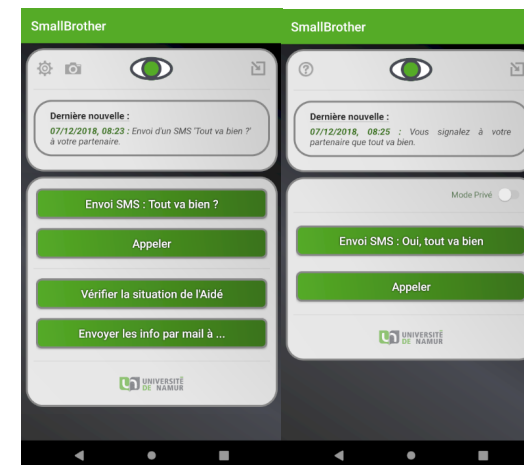 SmallBrother
Dernière nouvelle :
07/12/2018, 08:23 : Envoi d'un SMS 'Tout va bien ?'
à votre partenaire.
Envoi SMS : Tout va bien ?
Appeler
Vérifier la situation de l'Aidé
Envoyer les info par mail à ...
UNIVERSITÉ
DE NAMUR
SmallBrother
Dernière nouvelle :
07/12/2018, 08:25 : Vous signalez à votre
partenaire que tout va bien.
Mode Privé
Envoi SMS : Oui, tout va bien
Appeler
UNIVERSITÉ
DE NAMUR